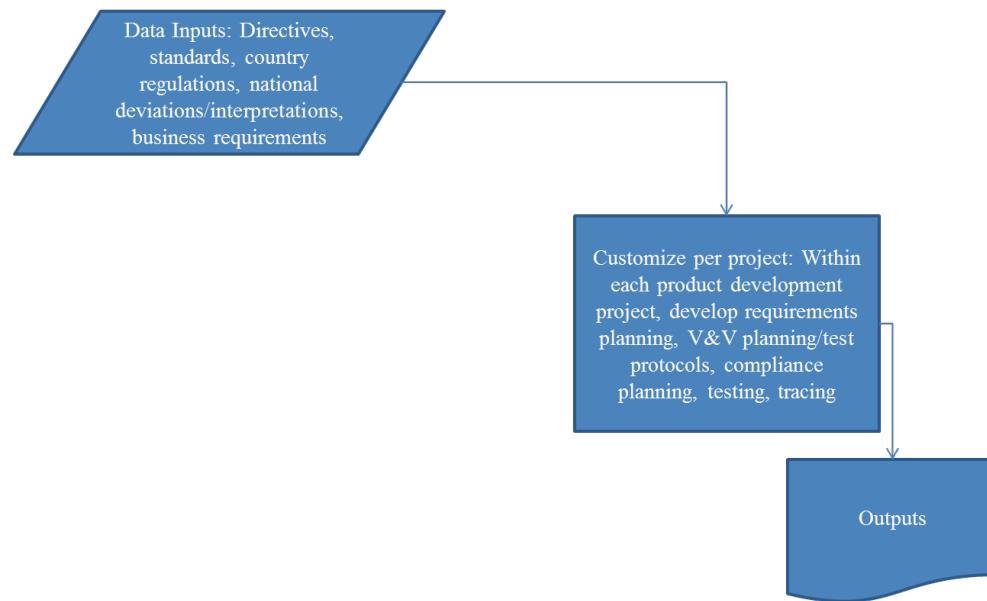 Data Inputs: Directives,
standards, country
regulations, national
deviations/interpretations,
business requirements
Customize per project: Within
each product development
project, develop requirements
planning, V&V planning/test
protocols, compliance
planning, testing, tracing
Outputs